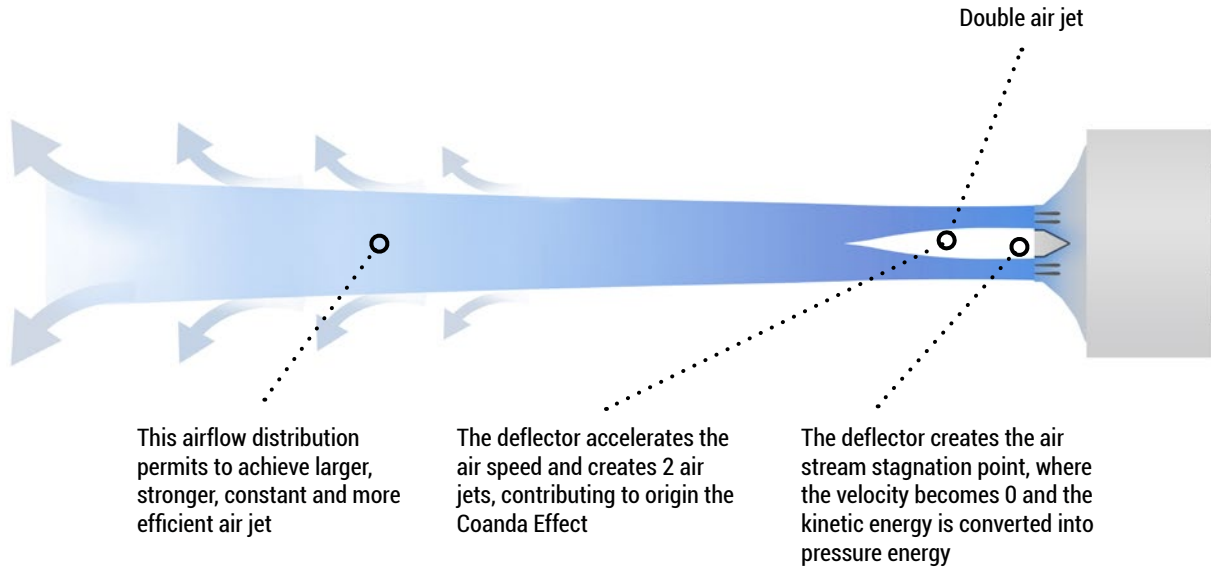 Double air jet
This airflow distribution
permits to achieve larger,
stronger, constant and more
efficient air jet
The deflector accelerates the
air speed and creates 2 air
jets, contributing to origin the
Coanda Effect
The deflector creates the air
stream stagnation point, where
the velocity becomes 0 and the
kinetic energy is converted into
pressure energy